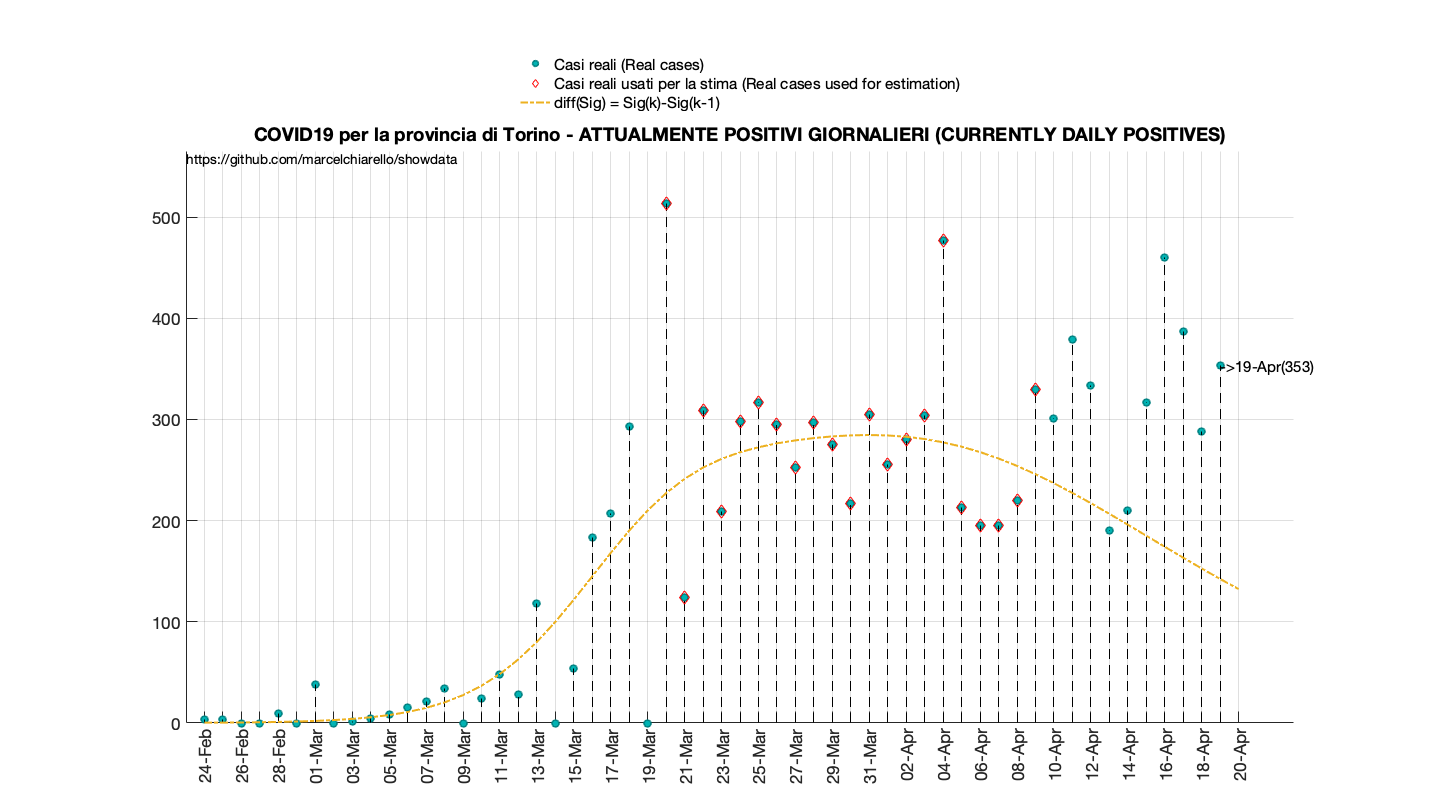 Casi reali (Real cases)
Casi reali usati per la stima (Real cases used for estimation)
diff(Sig) = Sig(k)-Sig(k-1)
COVID19 per la provincia di Torino - ATTUALMENTE POSITIVI GIORNALIERI (CURRENTLY DAILY POSITIVES)
https://github.com/marcelchiarello/showdata
500
400
->19-Apr(353)
300
200
100
0
24-Feb
26-Feb
28-Feb
01-Mar
03-Mar
05-Mar
07-Mar
09-Mar
11-Mar
13-Mar
15-Mar
17-Mar
19-Mar
21-Mar
23-Mar
25-Mar
27-Mar
29-Mar
31-Mar
02-Apr
04-Apr
06-Apr
08-Apr
10-Apr
12-Apr
14-Apr
16-Apr
18-Apr
20-Apr